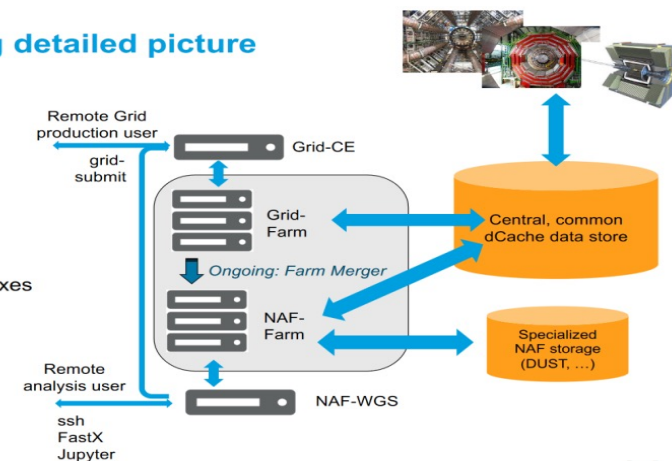 detailed picture
Remote Grid
production user
grid-
submit
Grid-CE
Grid-
Farm
Central, common
dCache data store
Ongoing: Farm Merger
NAF-
Farm
Specialized
NAF storage
(DUST, ...)
Remote
analysis user
NAF-WGS
ssh
FastX
Jupyter